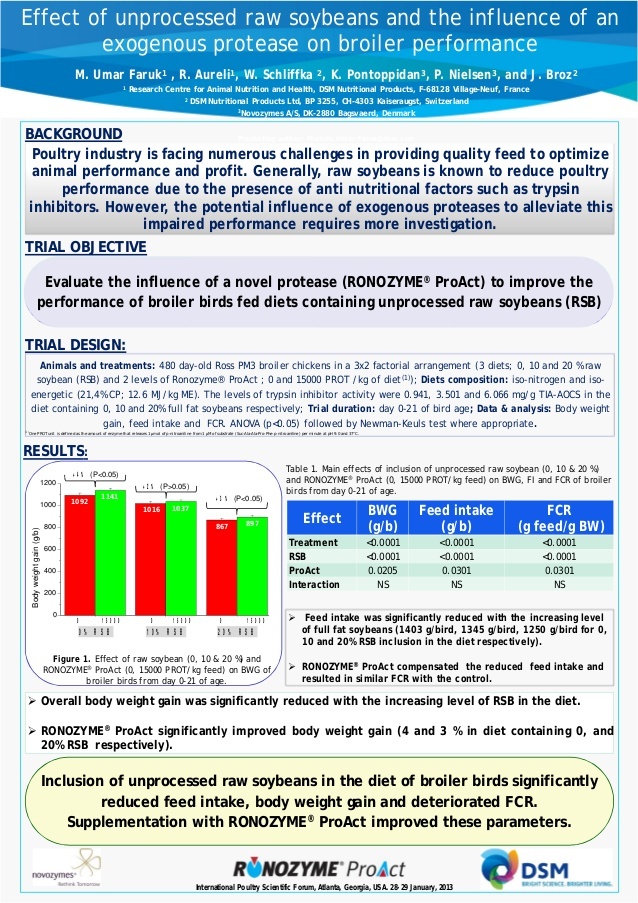 Effect of unprocessed raw soybeans and the influence of an
exogenous protease on broiler performance
M. Umar Faruk¹ , R. Aureli¹, W. Schliffka ², K. Pontoppidan³, P. Nielsen³, and J. Broz²
¹ Research Centre for Animal Nutrition and Health, DSM Nutritional Products, F-68128 Village-Neuf, France
² DSM Nutritional Products Ltd, BP 3255, CH-4303 Kaiseraugst, Switzerland
³Novozymes A/S, DK-2880 Bagsvaerd, Denmark
BACKGROUND
Poultry industry is facing numerous challenges in providing quality feed to optimize
animal performance and profit. Generally, raw soybeans is known to reduce poultry
performance due to the presence of anti nutritional factors such as trypsin
inhibitors. However, the potential influence of exogenous proteases to alleviate this
impaired performance requires more investigation.
TRIAL OBJECTIVE
Evaluate the influence of a novel protease (RONOZYME® ProAct) to improve the
performance of broiler birds fed diets containing unprocessed raw soybeans (RSB)
TRIAL DESIGN:
Animals and treatments: 480 day-old Ross PM3 broiler chickens in a 3x2 factorial arrangement (3 diets; 0, 10 and 20 % raw
soybean (RSB) and 2 levels of Ronozyme® ProAct ; 0 and 15000 PROT / kg of diet⁽¹⁾); Diets composition: iso-nitrogen and iso-
energetic (21,4% CP; 12.6 MJ/kg ME). The levels of trypsin inhibitor activity were 0.941, 3.501 and 6.066 mg/g TIA-AOCS in the
diet containing 0, 10 and 20% full fat soybeans respectively; Trial duration: day 0-21 of bird age; Data & analysis: Body weight
gain, feed intake and FCR. ANOVA (p<0.05) followed by Newman-Keuls test where appropriate.
RESULTS:
(P<0.05)
(P>0.05)
(P<0.05)
1200
1000
800
600
400
200
0
Body weight gain (g/b)
1092
1141
1016
1037
867
897
0 15000
0 15000
0 15000
0% RSB
10% RSB
20% RSB
Figure 1. Effect of raw soybean (0, 10 & 20 %) and
RONOZYME® ProAct (0, 15000 PROT/ kg feed) on BWG of
broiler birds from day 0-21 of age.
Table 1. Main effects of inclusion of unprocessed raw soybean (0, 10 & 20 %)
and RONOZYME® ProAct (0, 15000 PROT/ kg feed) on BWG, FI and FCR of broiler
birds from day 0-21 of age.
Effect BWG (g/b) Feed intake (g/b) FCR (g feed/g BW)
Treatment <0.0001 <0.0001 <0.0001
RSB <0.0001 <0.0001 <0.0001
ProAct 0.0205 0.0301 0.0301
Interaction NS NS NS
➢ Feed intake was significantly reduced with the increasing level
of full fat soybeans (1403 g/bird, 1345 g/bird, 1250 g/bird for 0,
10 and 20% RSB inclusion in the diet respectively).
➢ RONOZYME® ProAct compensated the reduced feed intake and
resulted in similar FCR with the control.
➢ Overall body weight gain was significantly reduced with the increasing level of RSB in the diet.
➢ RONOZYME® ProAct significantly improved body weight gain (4 and 3 % in diet containing 0, and
20% RSB respectively).
Inclusion of unprocessed raw soybeans in the diet of broiler birds significantly
reduced feed intake, body weight gain and deteriorated FCR.
Supplementation with RONOZYME® ProAct improved these parameters.
novozymes
Rethink Tomorrow
RONOZYME® ProAct
DSM
BRIGHT SCIENCE. BRIGHTER LIVING.
International Poultry Scientific Forum, Atlanta, Georgia, USA. 28-29 January, 2013